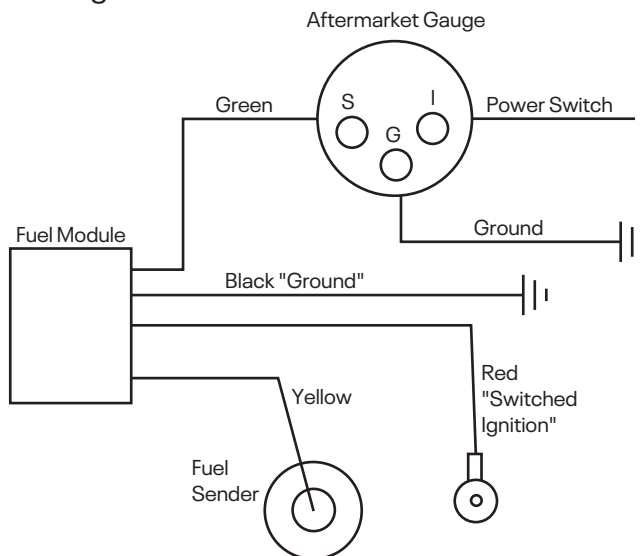 Aftermarket Gauge
S
I
G
Green
Power Switch
Ground
Fuel Module
Black "Ground"
Red
"Switched
Ignition"
Yellow
Fuel
Sender